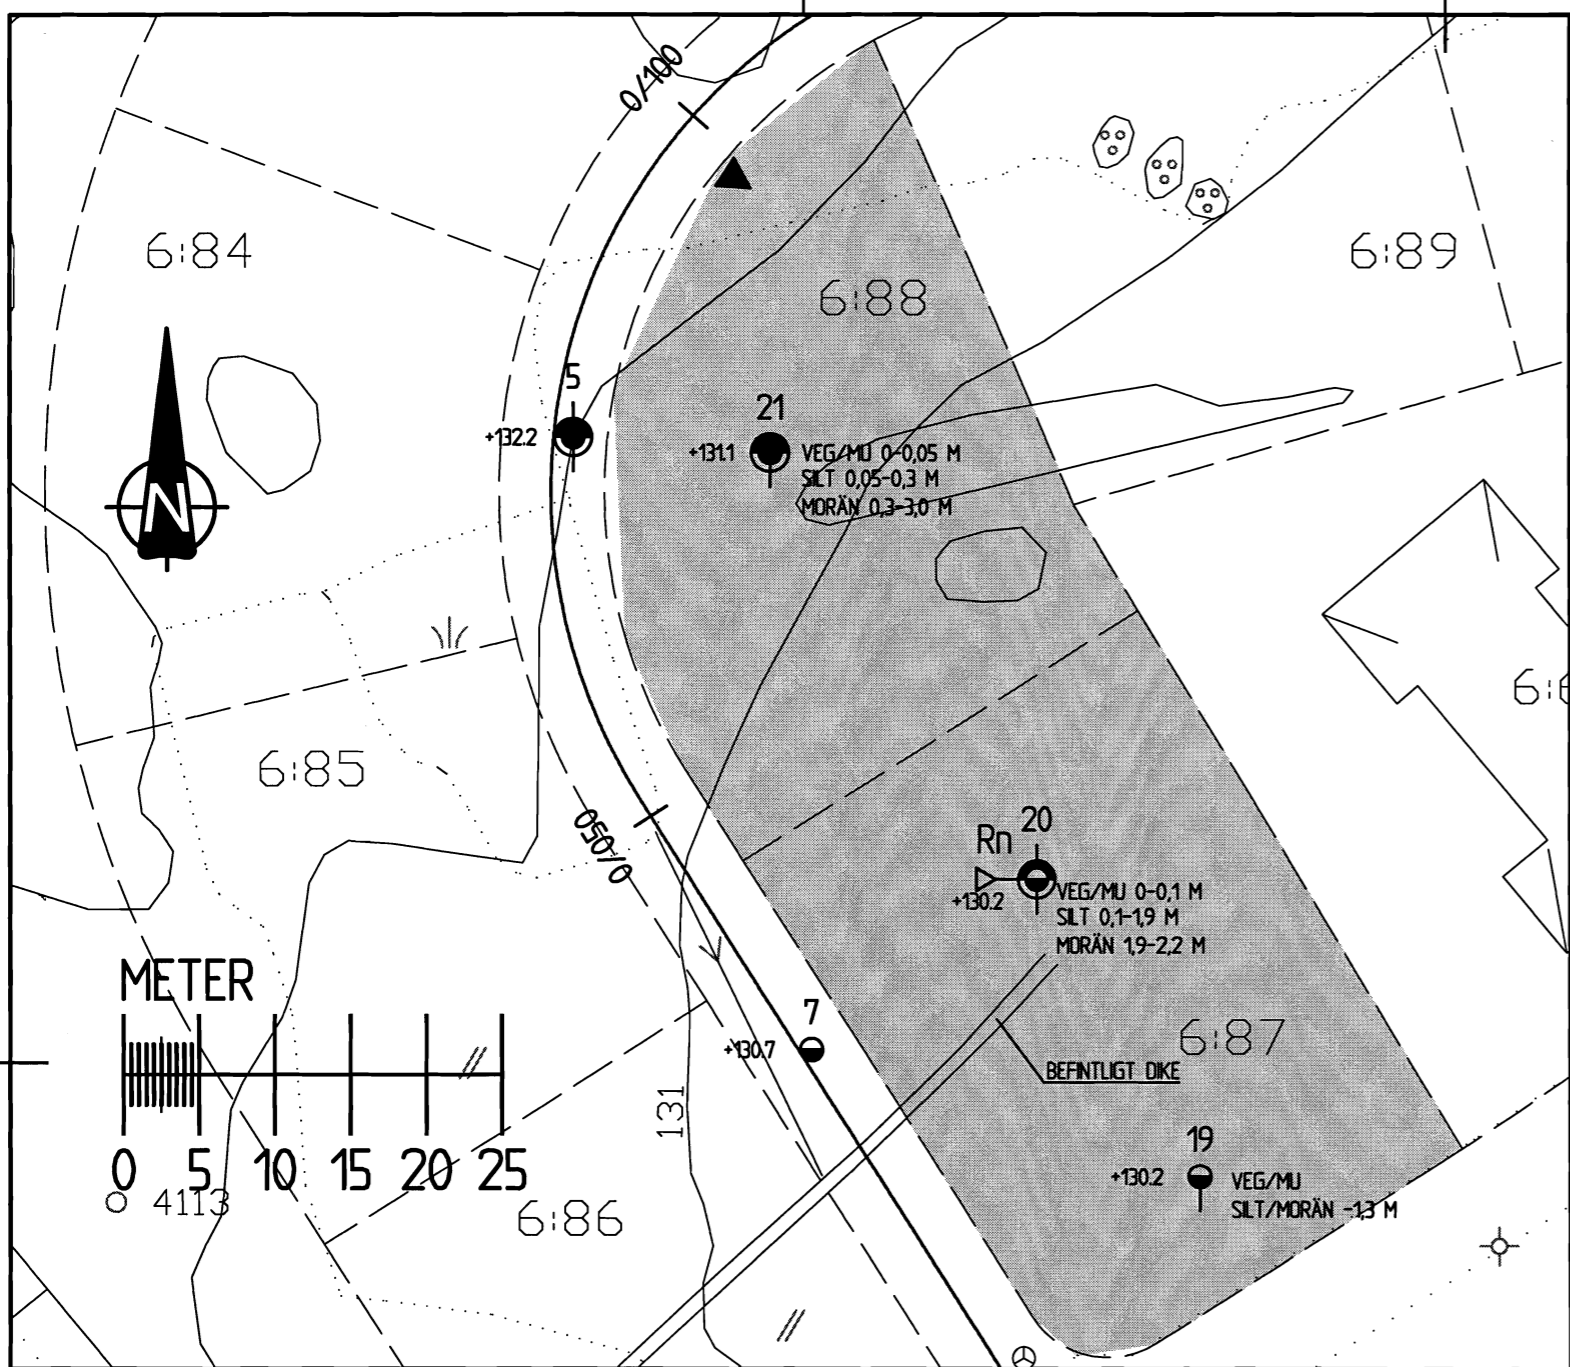 0/100
6:84
6:89
6:88
5
+132.2
21
+131.1
VEG/MU 0-0,05 M
SILT 0,05-0,3 M
MORÄN 0,3-3,0 M
N
6:85
0/050
Rn
20
+130.2
VEG/MU 0-0,1 M
SILT 0,1-1,9 M
MORÄN 1,9-2,2 M
METER
0 5 10 15 20 25
4113
7
+130.7
6:87
BEFINTLIGT DIKE
131
6:86
19
+130.2
VEG/MU
SILT/MORÄN -1,3 M